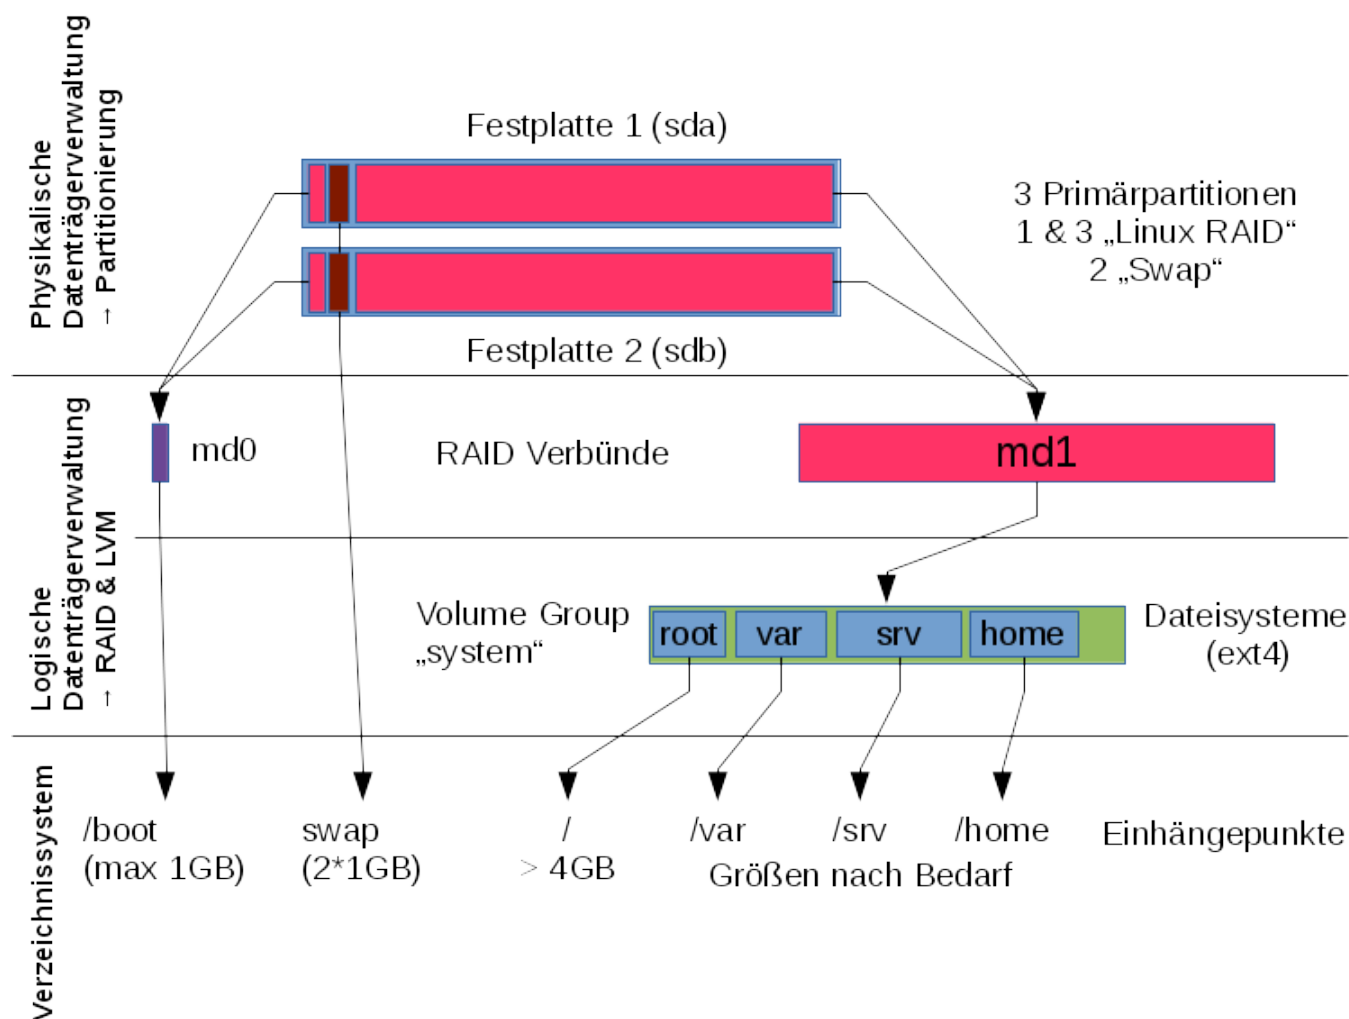 Physikalische
Datenträgerverwaltung
→ Partitionierung
Festplatte 1 (sda)
3 Primärpartitionen
1 & 3 „Linux RAID“
2 „Swap“
Festplatte 2 (sdb)
Logische
Datenträgerverwaltung
→ RAID & LVM
md0
RAID Verbünde
md1
Volume Group
„system“
root
var
srv
home
Dateisysteme
(ext4)
Verzeichnissystem
/boot
(max 1GB)
swap
(2*1GB)
/
> 4GB
/var
/srv
/home
Größen nach Bedarf
Einhängepunkte